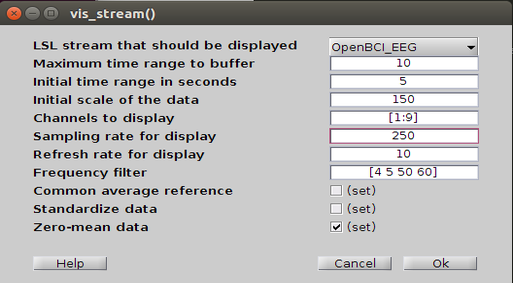 vis_stream()
LSL stream that should be displayed OpenBCI_EEG
Maximum time range to buffer 10
Initial time range in seconds 5
Initial scale of the data 150
Channels to display [1:9]
Sampling rate for display 250
Refresh rate for display 10
Frequency filter [4 5 50 60]
Common average reference (set)
Standardize data (set)
Zero-mean data (set)
Help Cancel Ok